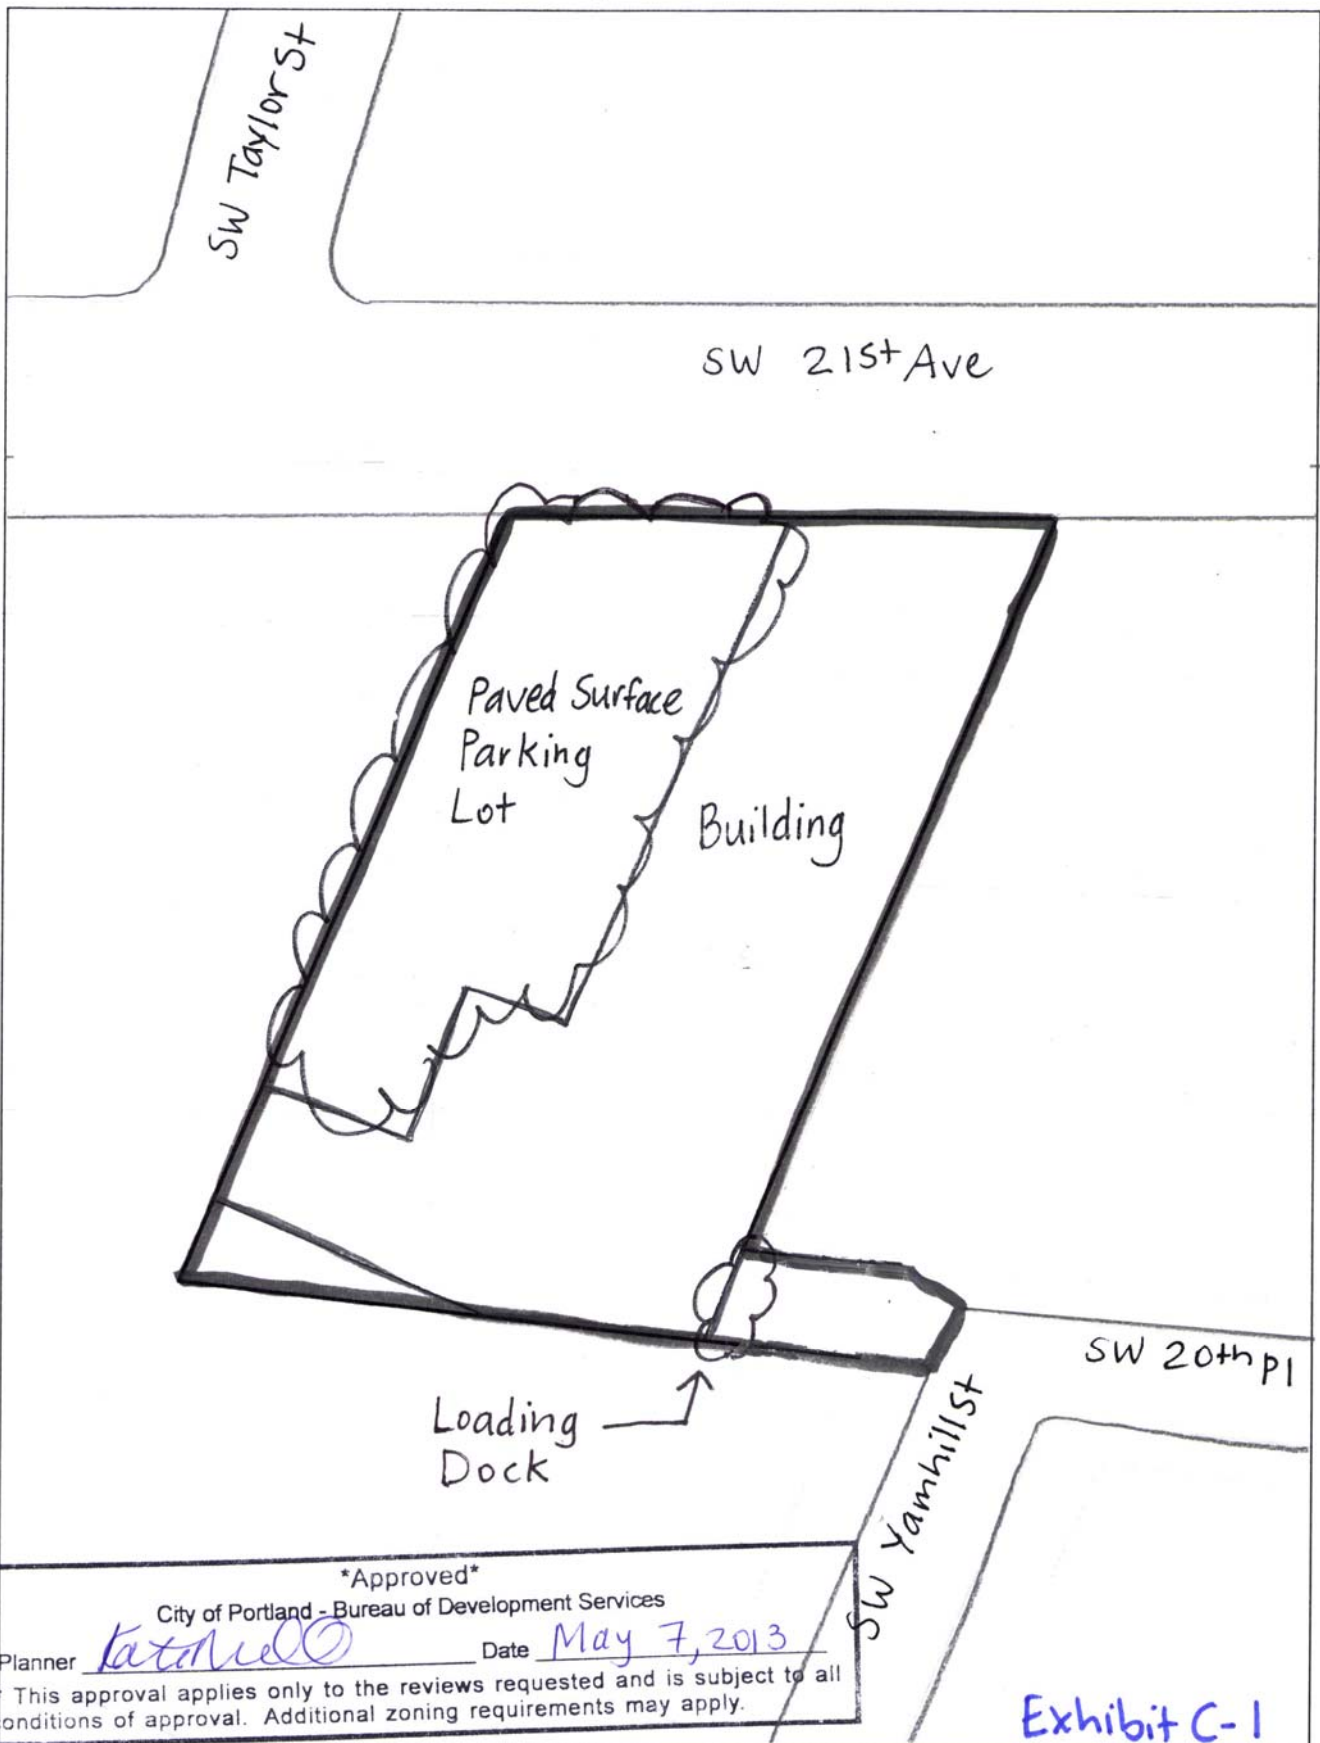 SW Taylor St
SW 21st Ave
Paved Surface
Parking
Lot
Building
SW 20th Pl
Loading
Dock
SW Yamhill St
*Approved*
City of Portland - Bureau of Development Services
Planner
Date May 7, 2013
* This approval applies only to the reviews requested and is subject to all
onditions of approval. Additional zoning requirements may apply.
Exhibit C-1